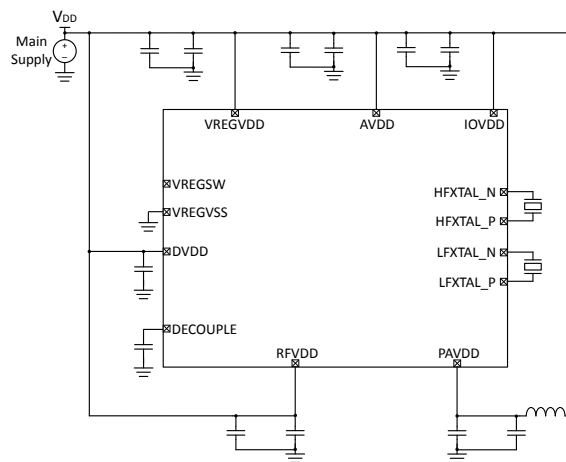 VDD
Main
Supply
+
–
VREGVDD
AVDD
IOVDD
VREGSW
HFXTAL_N
VREGVSS
HFXTAL_P
DVDD
LFXTAL_N
LFXTAL_P
DECOUPLE
RFVDD
PAVDD